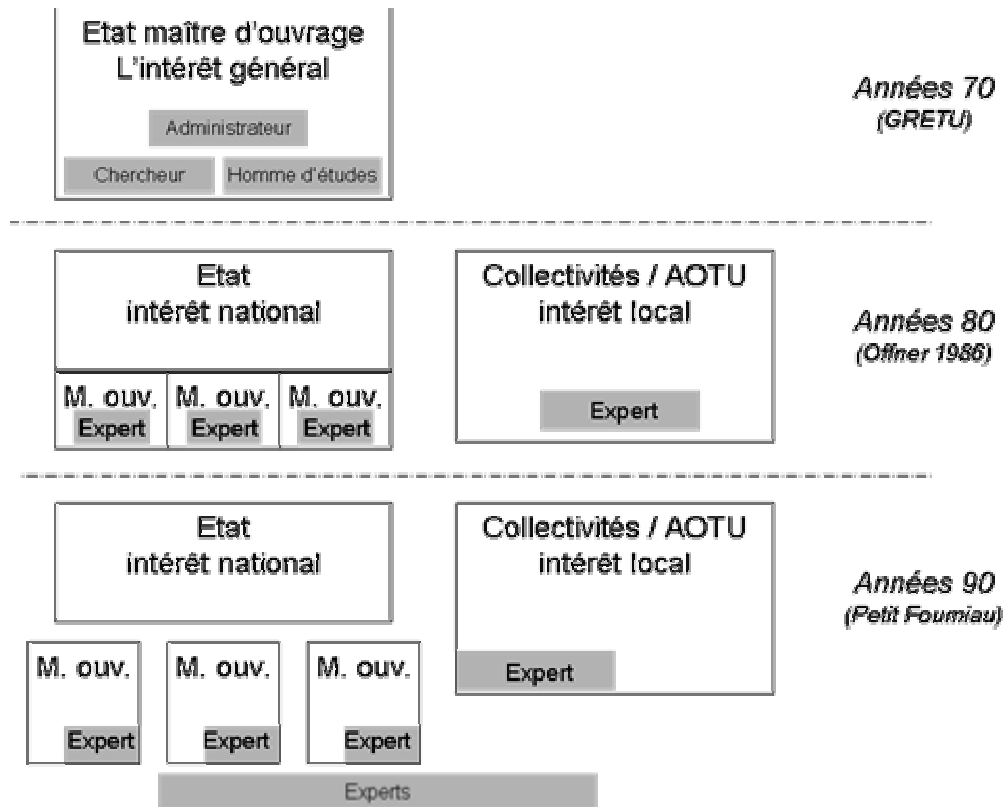 Etat maître d'ouvrage
L'intérêt général
Administrateur
Chercheur
Homme d'études
Années 70
(GRETU)
Etat
intérêt national
M. ouv.
Expert
M. ouv.
Expert
M. ouv.
Expert
Collectivités / AOTU
intérêt local
Expert
Années 80
(Offner 1986)
Etat
intérêt national
Collectivités / AOTU
intérêt local
Expert
Années 90
(Petit Fourniau)
M. ouv.
Expert
M. ouv.
Expert
M. ouv.
Expert
Experts